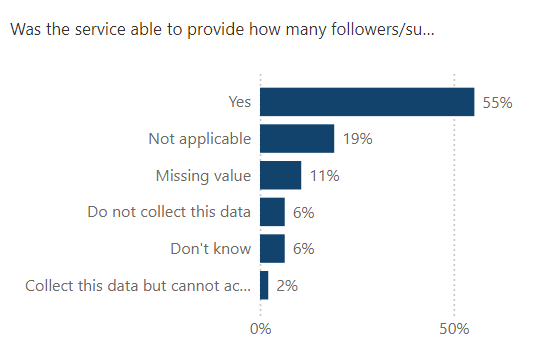 Was the service able to provide how many followers/su...
Yes 55%
Not applicable 19%
Missing value 11%
Do not collect this data 6%
Don't know 6%
Collect this data but cannot ac... 2%
0% 50%